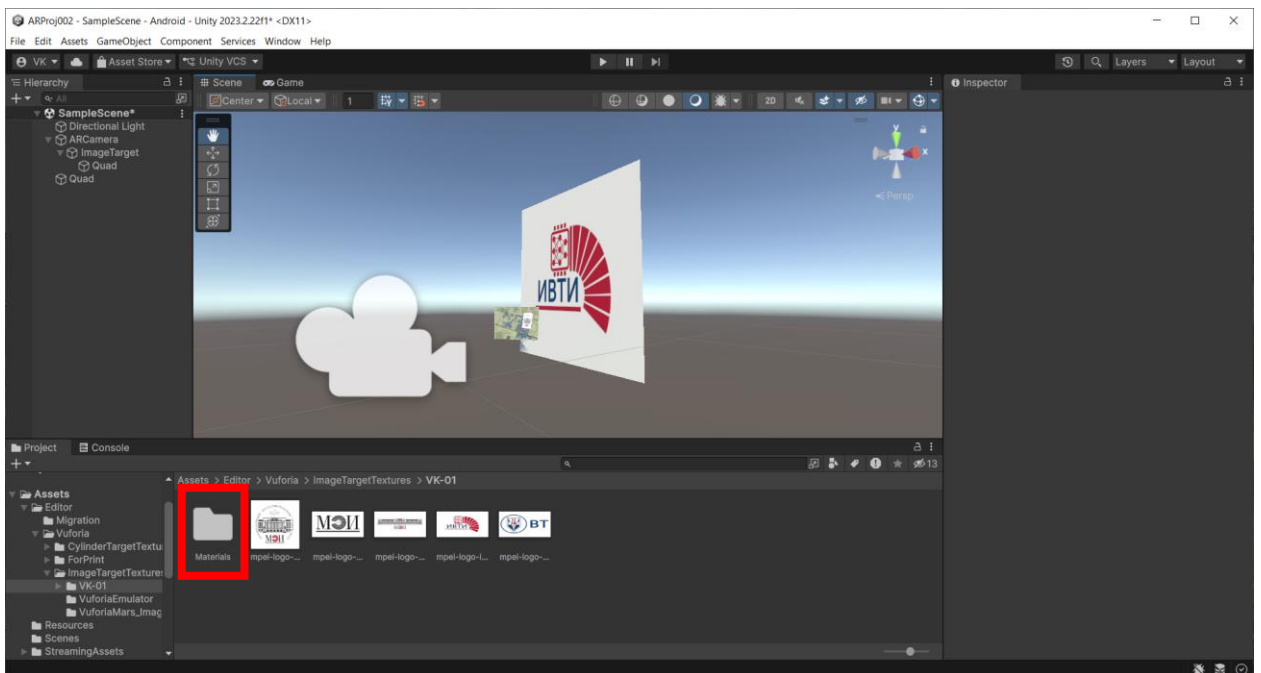 ARProj002 - SampleScene - Android - Unity 2023.2.22f1* <DX11>
File Edit Assets GameObject Component Services Window Help
VK Asset Store Unity VCS Layers Layout
Hierarchy Scene Game Inspector
All Center Local 1 2D
SampleScene*
Directional Light
ARCamera
ImageTarget
Quad
Quad
y
x
Persp
ИВТИ
Project Console
13
Assets > Editor > Vuforia > ImageTargetTextures > VK-01
Assets
Editor
Migration
Vuforia
CylinderTargetTextu
ForPrint
ImageTargetTextures
VK-01
VuforiaEmulator
VuforiaMars_Imag
Resources
Scenes
StreamingAssets
МЭИ МЭИ ИВТИ ВТ
Materials mpei-logo-... mpei-logo-... mpei-logo-... mpei-logo-i... mpei-logo-...